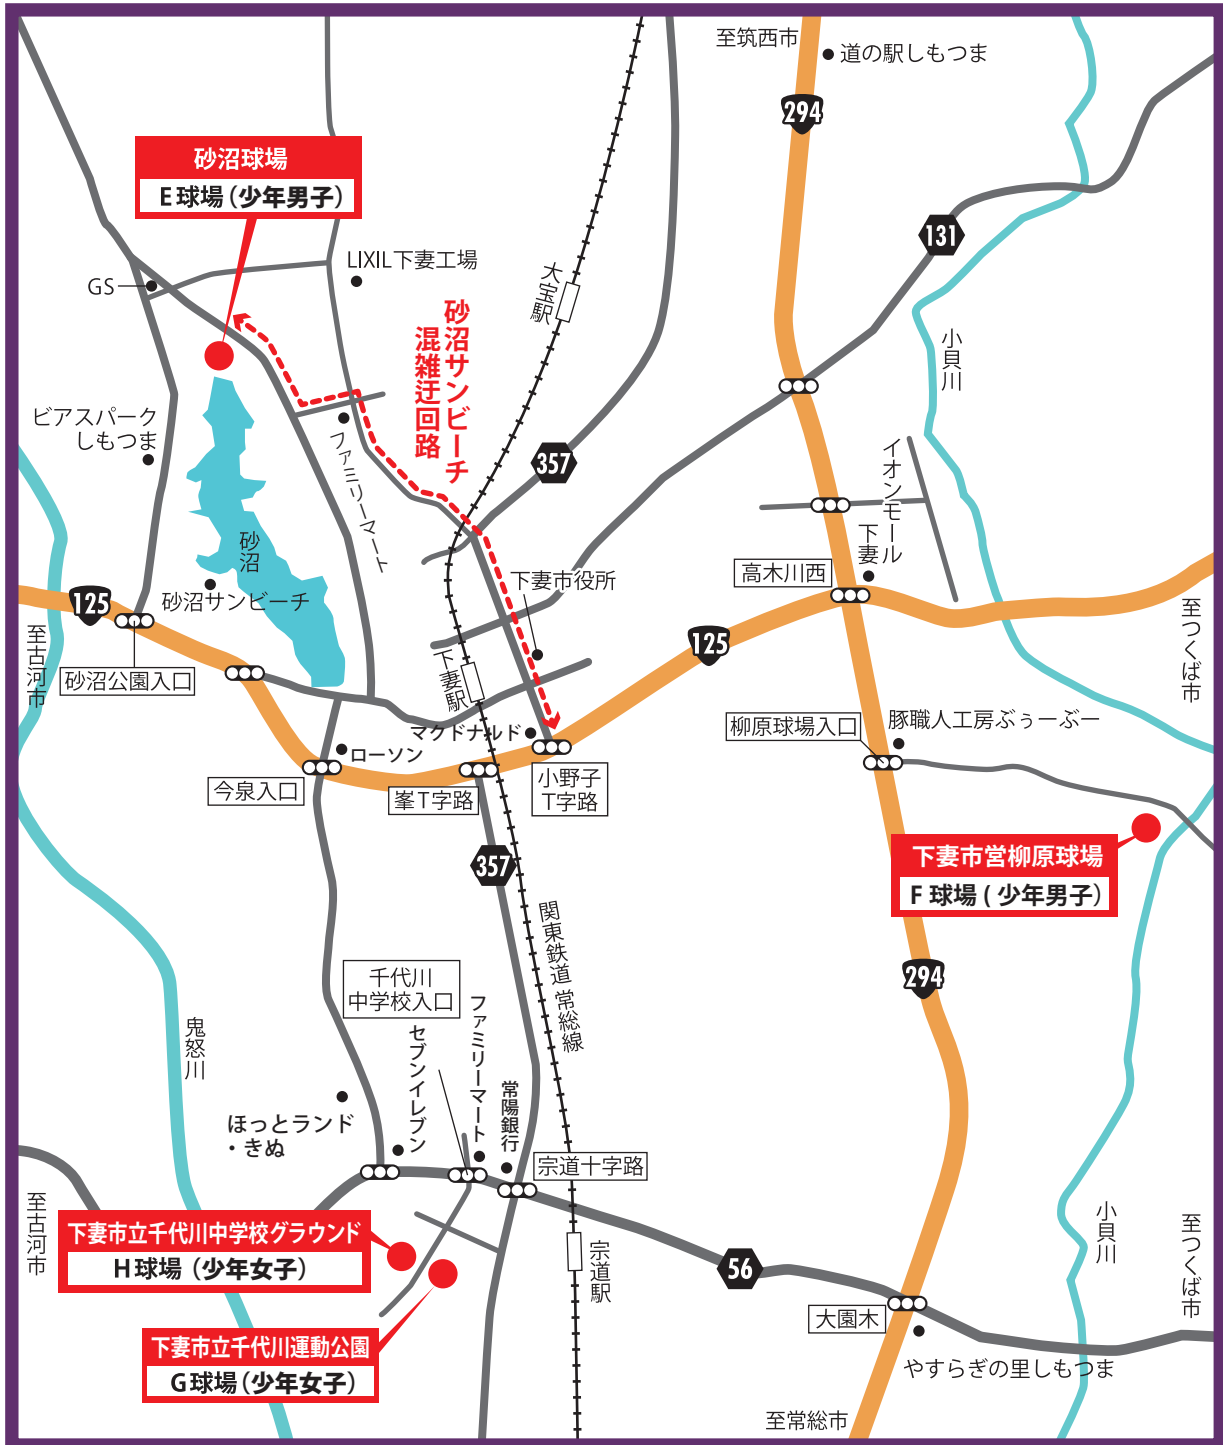 至筑西市
道の駅しもつま
294
砂沼球場
E球場（少年男子）
131
LIXIL下妻工場
GS
大宝駅
砂沼サンビーチ
混雑迂回路
小貝川
ビアスパーク
しもつま
ファミリーマート
357
イオンモール
下妻
砂沼
砂沼サンビーチ
下妻市役所
高木川西
125
125
至古河市
至つくば市
砂沼公園入口
下妻駅
マクドナルド
ローソン
柳原球場入口
豚職人工房ぶぅーぶー
今泉入口
峯T字路
小野子
T字路
下妻市営柳原球場
F 球場（少年男子）
357
関東鉄道 常総線
294
千代川
中学校入口
ファミリーマート
セブンイレブン
鬼怒川
常陽銀行
ほっとランド
・きぬ
宗道十字路
至古河市
下妻市立千代川中学校グラウンド
H球場（少年女子）
宗道駅
56
小貝川
至つくば市
大園木
下妻市立千代川運動公園
G球場（少年女子）
やすらぎの里しもつま
至常総市